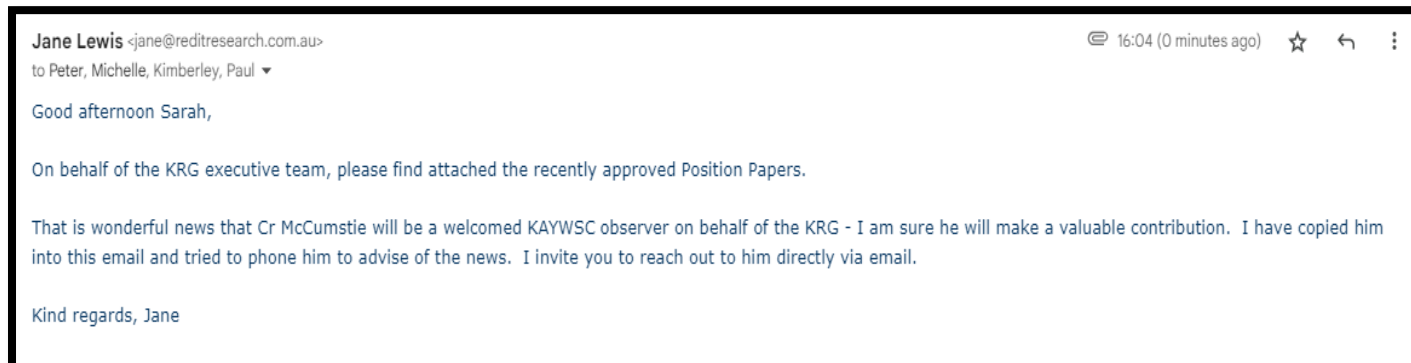 Jane Lewis <jane@reditresearch.com.au> 16:04 (0 minutes ago)
to Peter, Michelle, Kimberley, Paul
Good afternoon Sarah,
On behalf of the KRG executive team, please find attached the recently approved Position Papers.
That is wonderful news that Cr McCumstie will be a welcomed KAYWSC observer on behalf of the KRG - I am sure he will make a valuable contribution. I have copied him
into this email and tried to phone him to advise of the news. I invite you to reach out to him directly via email.
Kind regards, Jane